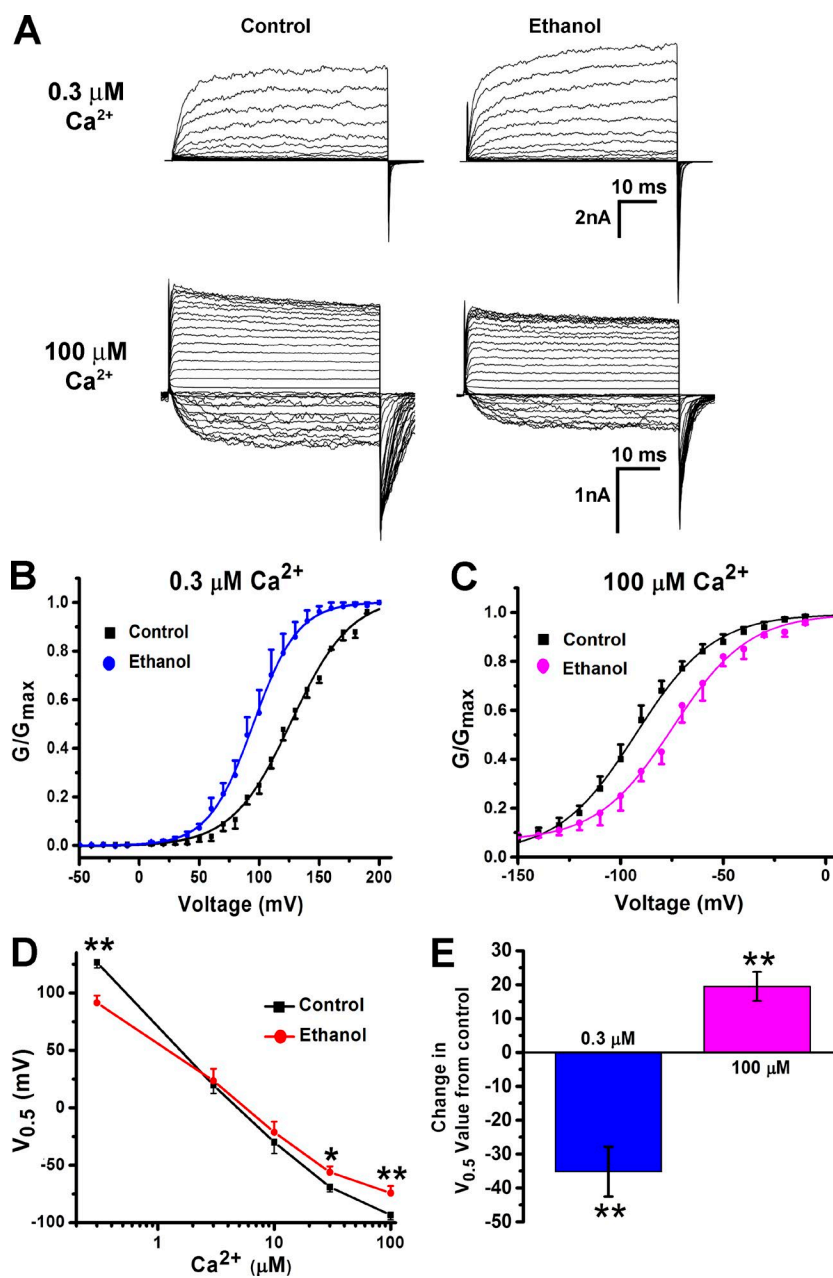 A
Control
Ethanol
0.3 μM
Ca²⁺
10 ms
2nA
100 μM
Ca²⁺
10 ms
1nA
B
0.3 μM Ca²⁺
Control
Ethanol
1.0
0.8
0.6
0.4
0.2
0.0
G/Gmax
-50
0
50
100
150
200
Voltage (mV)
C
100 μM Ca²⁺
Control
Ethanol
1.0
0.8
0.6
0.4
0.2
0.0
G/Gmax
-150
-100
-50
0
Voltage (mV)
D
**
*
**
Control
Ethanol
100
50
0
-50
-100
V0.5 (mV)
1
10
100
Ca²⁺ (μM)
E
**
**
30
20
10
0
-10
-20
-30
-40
-50
0.3 μM
100 μM
Change in
V0.5 Value from control